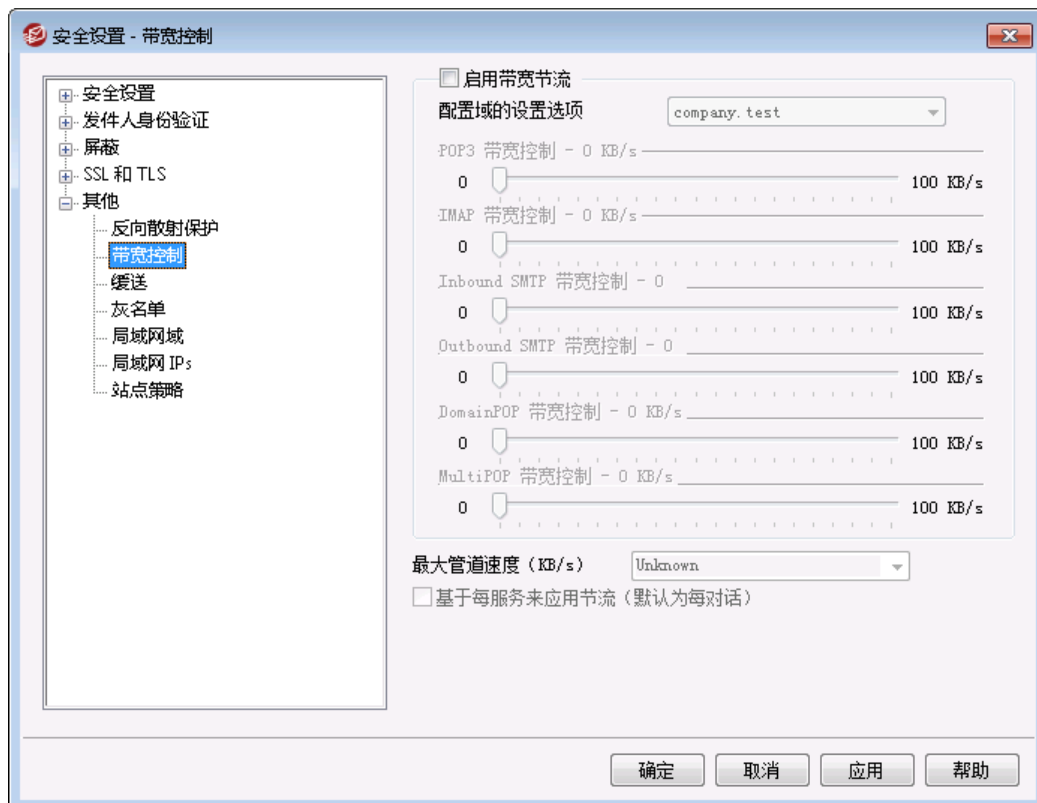 安全设置 - 带宽控制
安全设置
发件人身份验证
屏蔽
SSL 和 TLS
其他
反向散射保护
带宽控制
缓送
灰名单
局域网域
局域网 IPs
站点策略
启用带宽节流
配置域的设置选项 company.test
POP3 带宽控制 - 0 KB/s
0 100 KB/s
IMAP 带宽控制 - 0 KB/s
0 100 KB/s
Inbound SMTP 带宽控制 - 0
0 100 KB/s
Outbound SMTP 带宽控制 - 0
0 100 KB/s
DomainPOP 带宽控制 - 0 KB/s
0 100 KB/s
MultiPOP 带宽控制 - 0 KB/s
0 100 KB/s
最大管道速度（KB/s） Unknown
基于每服务来应用节流（默认为每对话）
确定 取消 应用 帮助